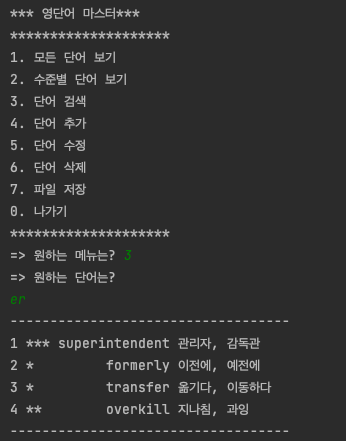 *** 영단어 마스터***
********************
1. 모든 단어 보기
2. 수준별 단어 보기
3. 단어 검색
4. 단어 추가
5. 단어 수정
6. 단어 삭제
7. 파일 저장
0. 나가기
********************
=> 원하는 메뉴는? 3
=> 원하는 단어는?
er
-----------------------------------
1 *** superintendent 관리자, 감독관
2 *         formerly 이전에, 예전에
3 *         transfer 옮기다, 이동하다
4 **        overkill 지나침, 과잉
-----------------------------------